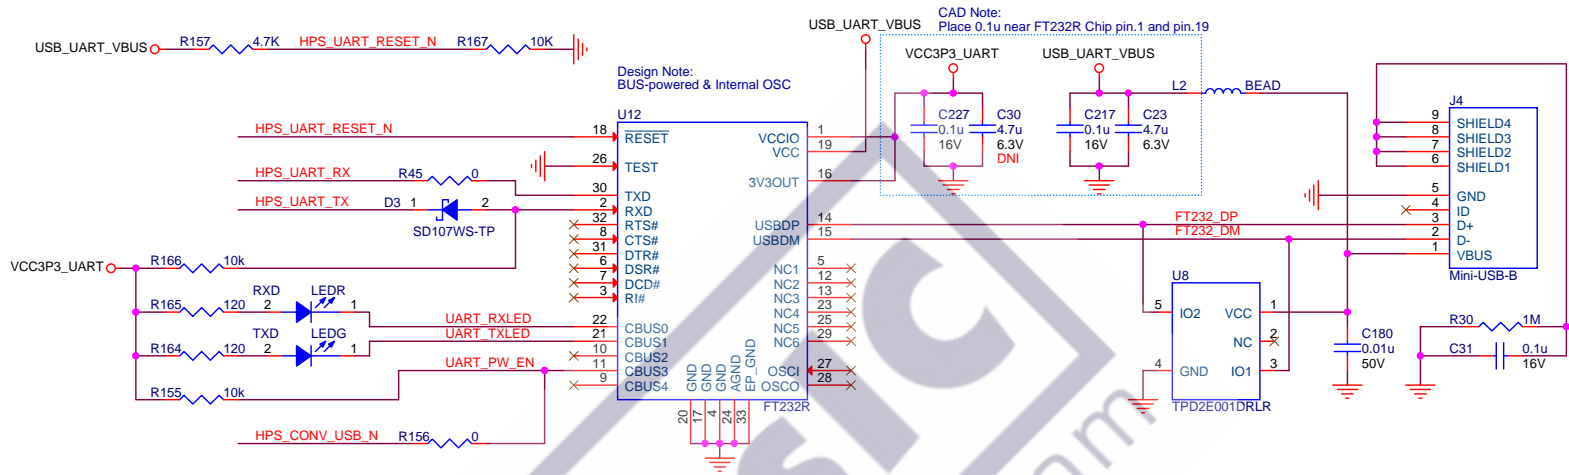 CAD Note:
Place 0.1u near FT232R Chip pin.1 and pin.19
USB_UART_VBUS
USB_UART_VBUS
R157
4.7K
HPS_UART_RESET_N
R167
10K
VCC3P3_UART
USB_UART_VBUS
Design Note:
BUS-powered & Internal OSC
L2
BEAD
C227
0.1u
16V
C30
4.7u
6.3V
DNI
C217
0.1u
16V
C23
4.7u
6.3V
J4
9
SHIELD4
8
SHIELD3
7
SHIELD2
6
SHIELD1
5
GND
4
ID
3
D+
2
D-
1
VBUS
Mini-USB-B
U12
HPS_UART_RESET_N
18
RESET
26
TEST
HPS_UART_RX
R45
0
30
TXD
HPS_UART_TX
D3
1
2
SD107WS-TP
2
RXD
32
RTS#
8
CTS#
31
DTR#
6
DSR#
7
DCD#
3
RI#
22
CBUS0
21
CBUS1
10
CBUS2
11
CBUS3
9
CBUS4
VCCIO
1
VCC
19
3V3OUT
16
USBDP
14
FT232_DP
USBDM
15
FT232_DM
NC1
5
NC2
12
NC3
13
NC4
23
NC5
25
NC6
29
OSCI
27
OSCO
28
GND
GND
GND
AGND
EP_GND
20
17
4
24
33
FT232R
VCC3P3_UART
R166
10k
R165
120
RXD
2
LEDR
1
UART_RXLED
R164
120
TXD
2
LEDG
1
UART_TXLED
R155
10k
UART_PW_EN
HPS_CONV_USB_N
R156
0
U8
5
IO2
VCC
1
NC
2
4
GND
IO1
3
TPD2E001DRLR
C180
0.01u
50V
R30
1M
C31
0.1u
16V
sic
om